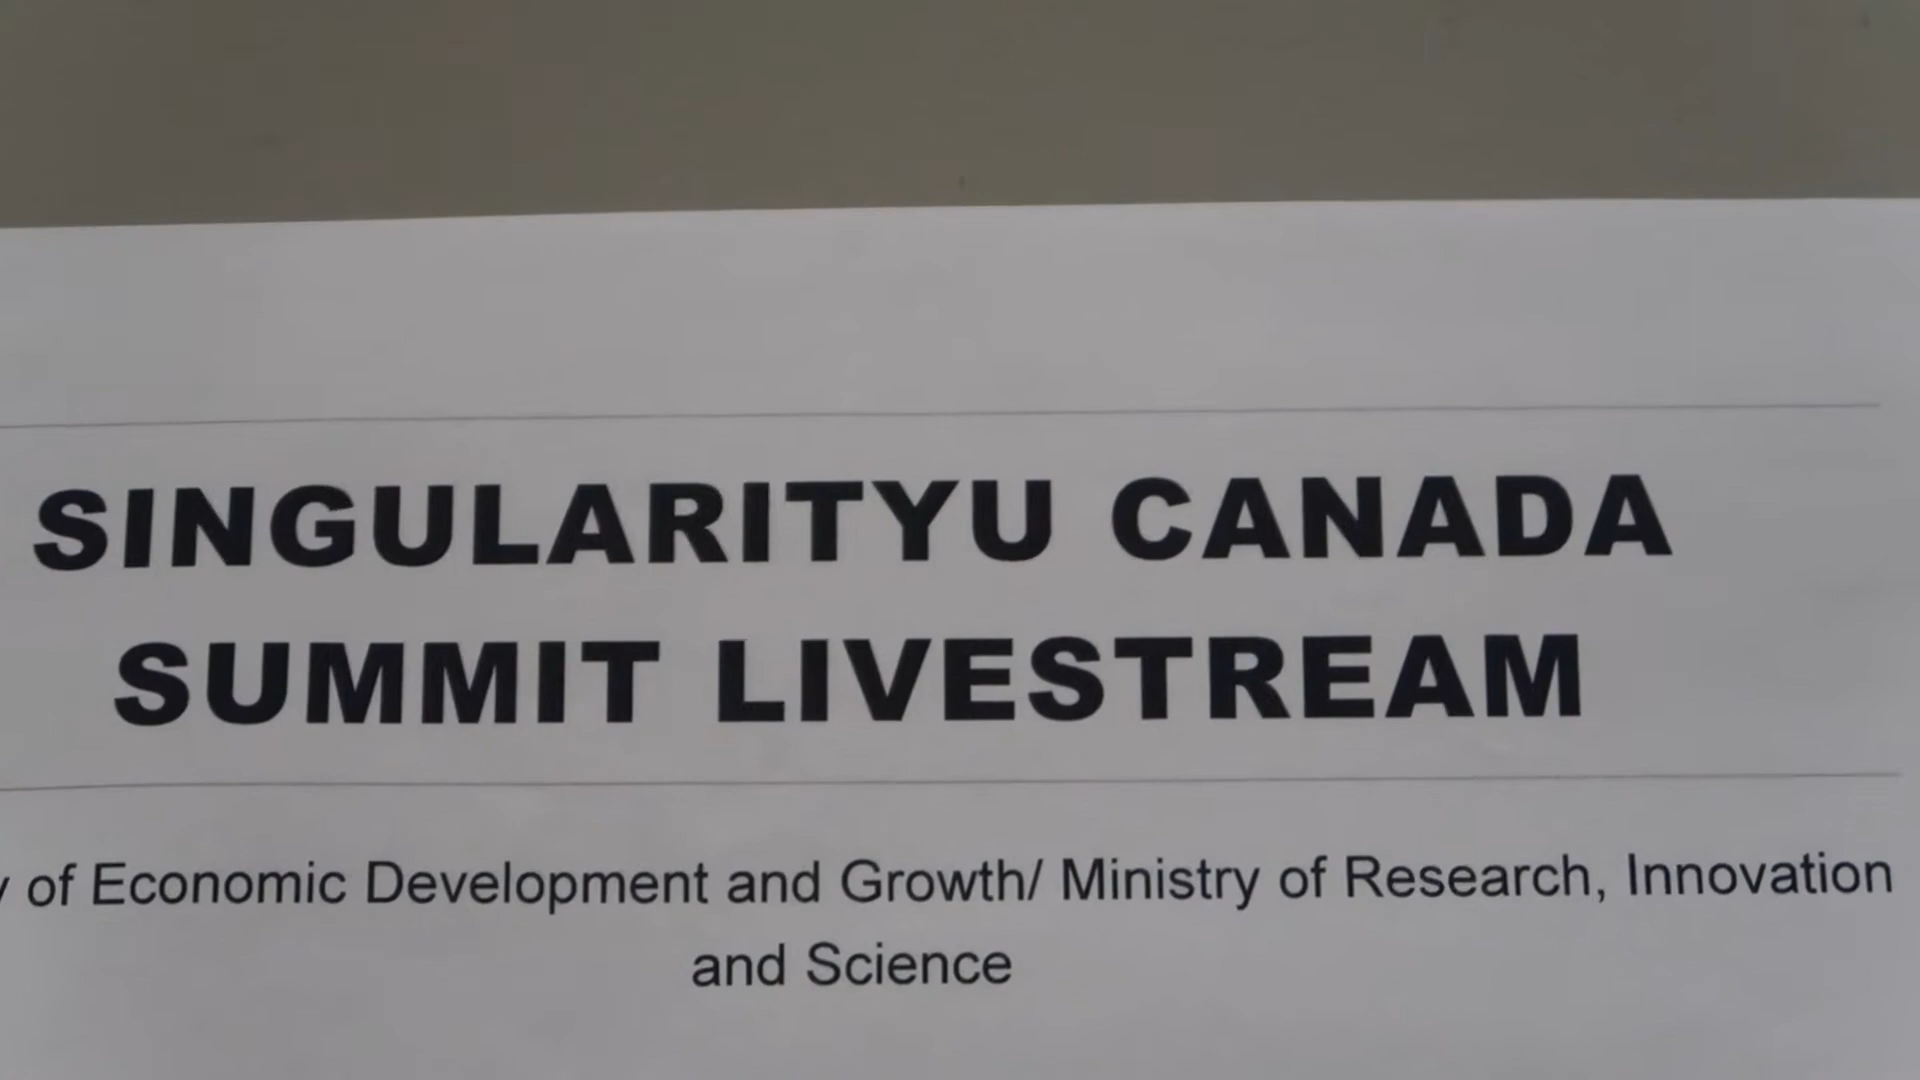 SINGULARITYU CANADA
SUMMIT LIVESTREAM
of Economic Development and Growth/ Ministry of Research, Innovation
and Science